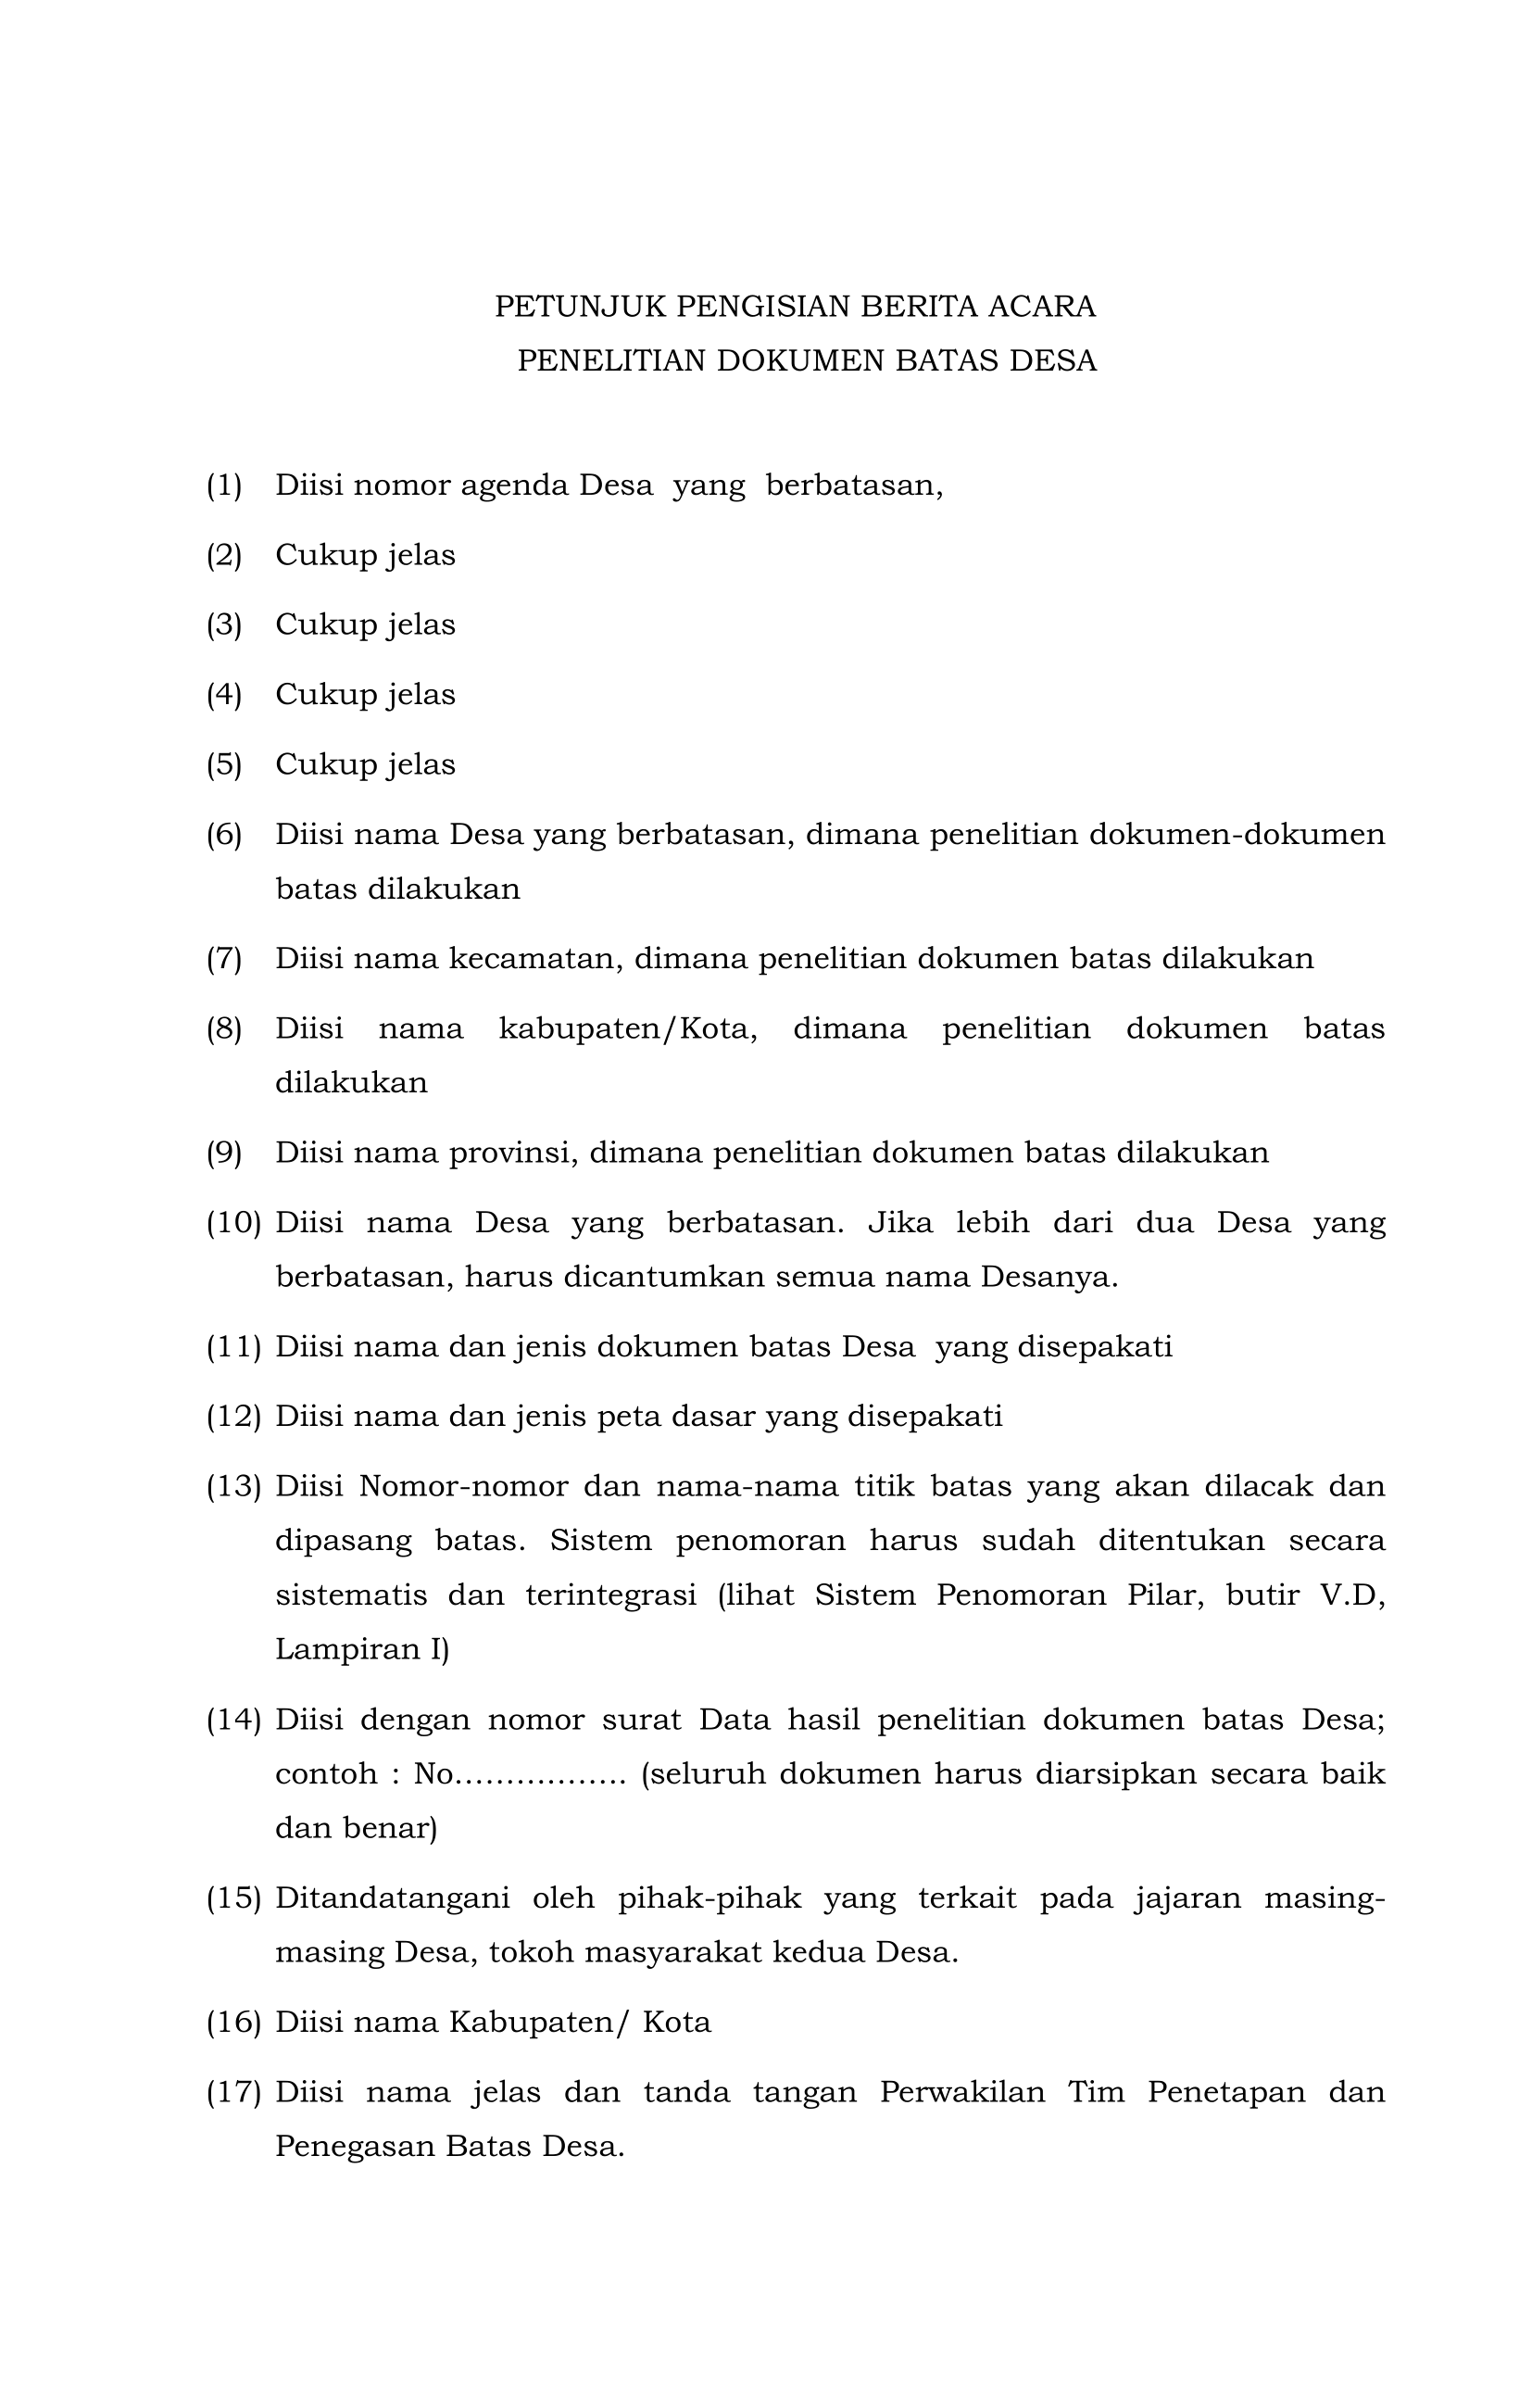 PETUNJUK PENGISIAN BERITA ACARA
PENELITIAN DOKUMEN BATAS DESA
(1) Diisi nomor agenda Desa yang berbatasan,
(2) Cukup jelas
(3) Cukup jelas
(4) Cukup jelas
(5) Cukup jelas
(6) Diisi nama Desa yang berbatasan, dimana penelitian dokumen-dokumen
batas dilakukan
(7) Diisi nama kecamatan, dimana penelitian dokumen batas dilakukan
(8) Diisi nama kabupaten/Kota, dimana penelitian dokumen batas
dilakukan
(9) Diisi nama provinsi, dimana penelitian dokumen batas dilakukan
(10) Diisi nama Desa yang berbatasan. Jika lebih dari dua Desa yang
berbatasan, harus dicantumkan semua nama Desanya.
(11) Diisi nama dan jenis dokumen batas Desa yang disepakati
(12) Diisi nama dan jenis peta dasar yang disepakati
(13) Diisi Nomor-nomor dan nama-nama titik batas yang akan dilacak dan
dipasang batas. Sistem penomoran harus sudah ditentukan secara
sistematis dan terintegrasi (lihat Sistem Penomoran Pilar, butir V.D,
Lampiran I)
(14) Diisi dengan nomor surat Data hasil penelitian dokumen batas Desa;
contoh : No................. (seluruh dokumen harus diarsipkan secara baik
dan benar)
(15) Ditandatangani oleh pihak-pihak yang terkait pada jajaran masing-
masing Desa, tokoh masyarakat kedua Desa.
(16) Diisi nama Kabupaten/ Kota
(17) Diisi nama jelas dan tanda tangan Perwakilan Tim Penetapan dan
Penegasan Batas Desa.